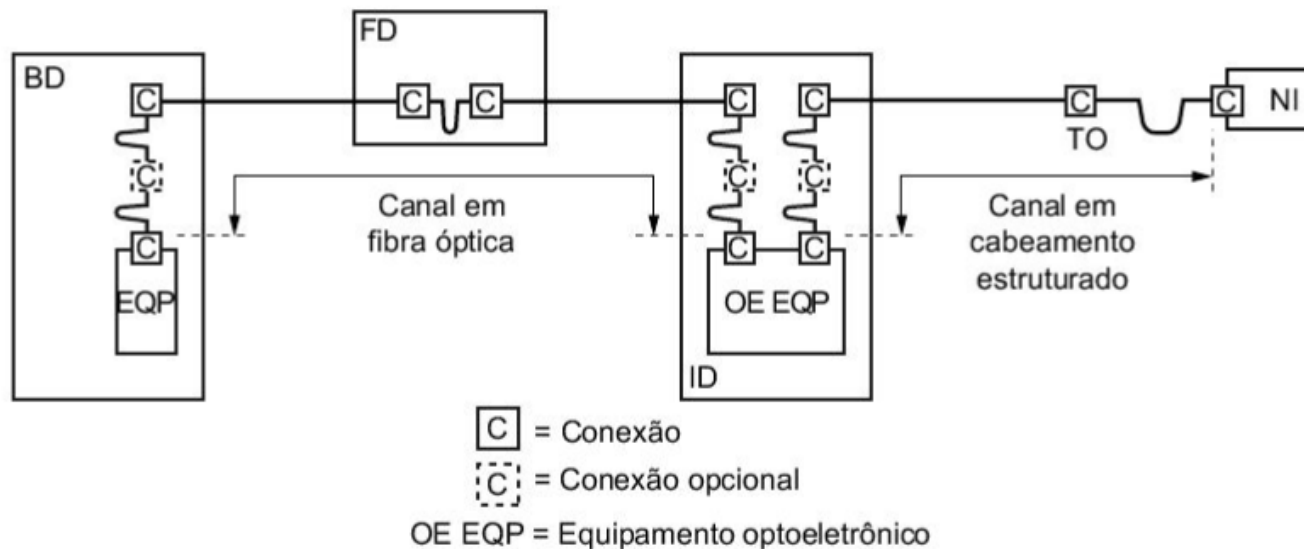 FD
BD
C
C
C
C
C
C
NI
TO
C
C
C
Canal em
fibra óptica
Canal em
cabeamento
estruturado
C
C
C
EQP
OE EQP
ID
C = Conexão
C = Conexão opcional
OE EQP = Equipamento optoeletrônico